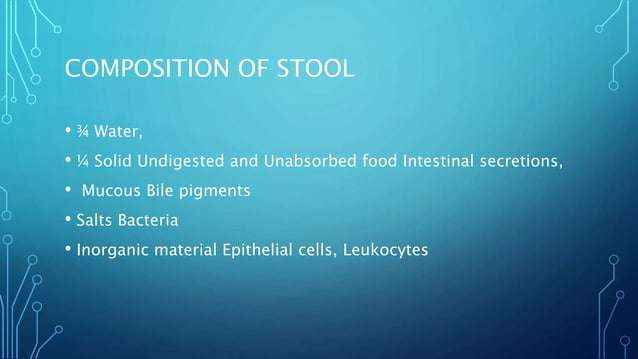 COMPOSITION OF STOOL
• ¾ Water,
• ¼ Solid Undigested and Unabsorbed food Intestinal secretions,
• Mucous Bile pigments
• Salts Bacteria
• Inorganic material Epithelial cells, Leukocytes